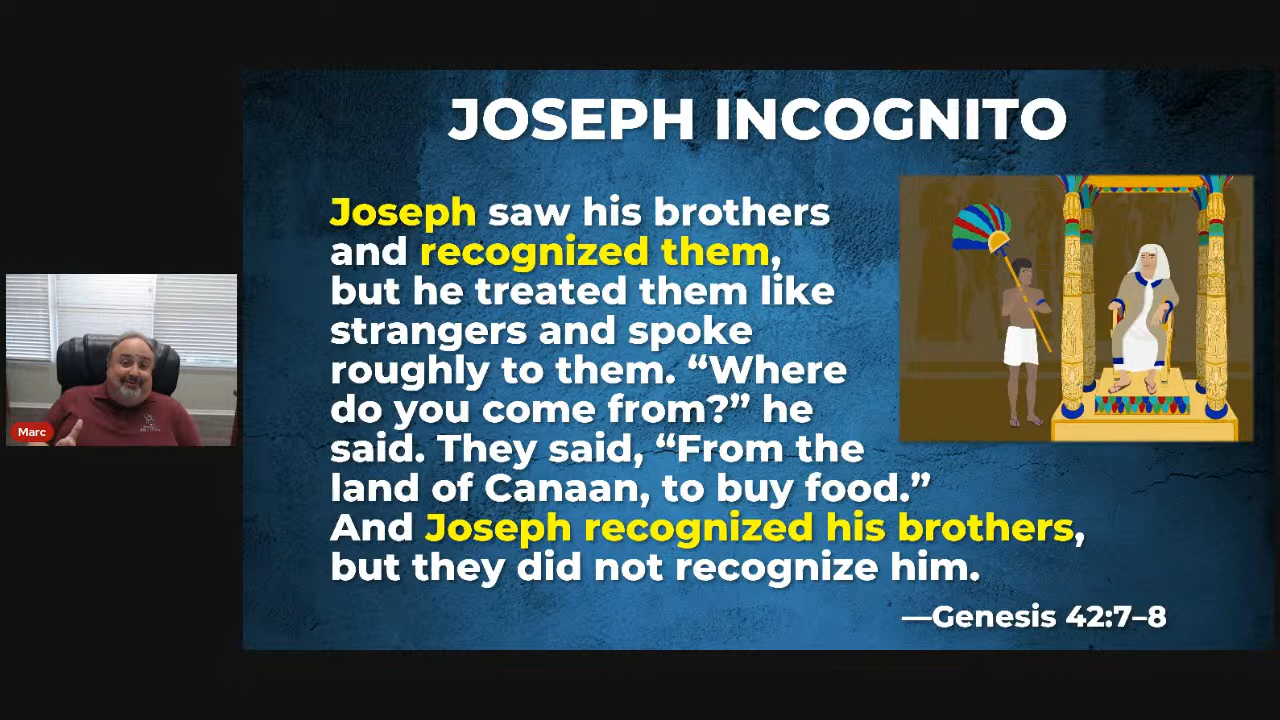 JOSEPH INCOGNITO
Joseph saw his brothers
and recognized them,
but he treated them like
strangers and spoke
roughly to them. “Where
do you come from?” he
said. They said, “From the
land of Canaan, to buy food.”
And Joseph recognized his brothers,
but they did not recognize him.
—Genesis 42:7–8
Marc